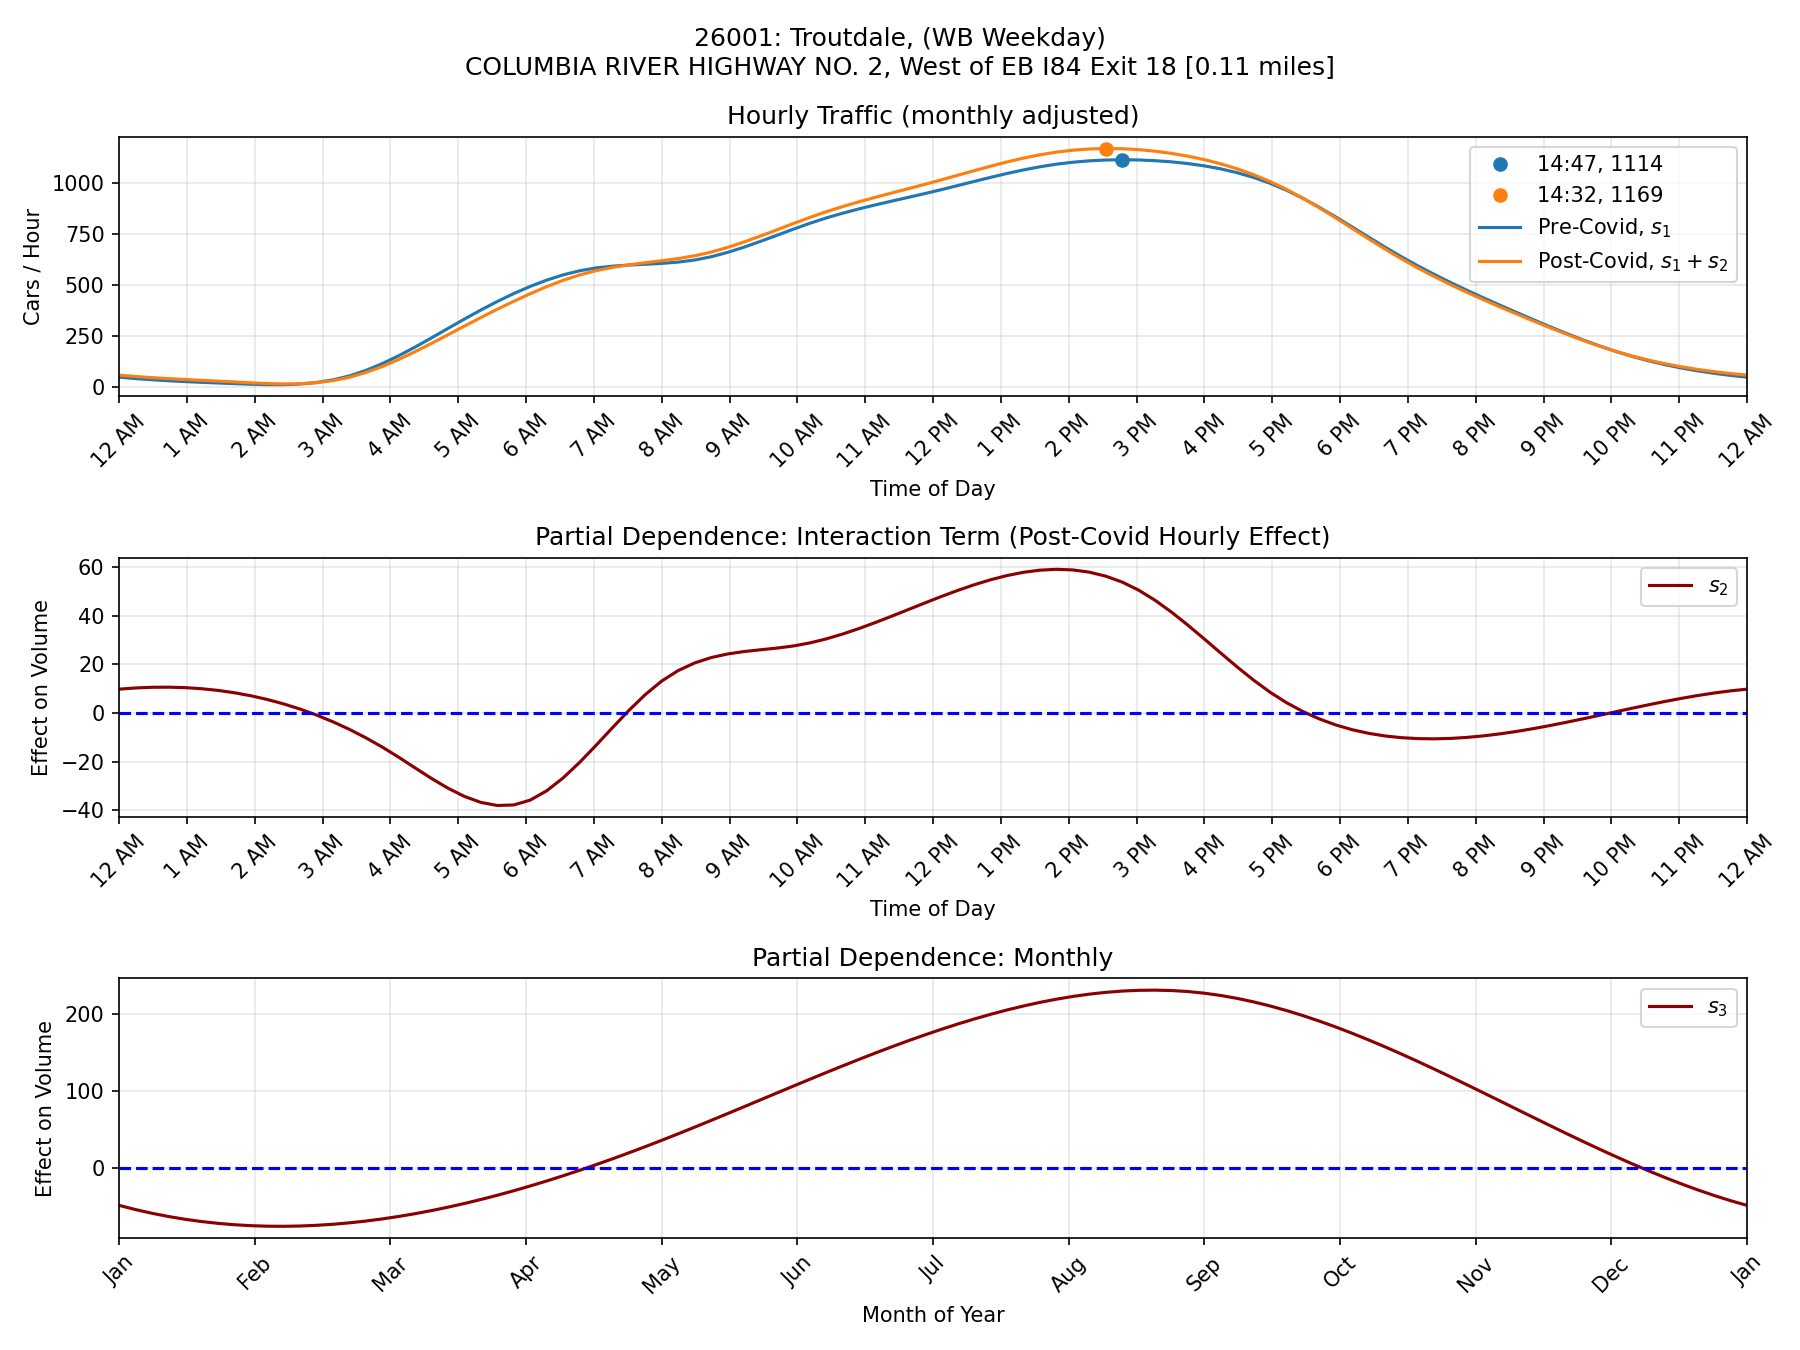 26001: Troutdale, (WB Weekday)
COLUMBIA RIVER HIGHWAY NO. 2, West of EB I84 Exit 18 [0.11 miles]
Hourly Traffic (monthly adjusted)
Cars / Hour
1000
750
500
250
0
14:47, 1114
14:32, 1169
Pre-Covid, s₁
Post-Covid, s₁ + s₂
12 AM 1 AM 2 AM 3 AM 4 AM 5 AM 6 AM 7 AM 8 AM 9 AM 10 AM 11 AM 12 PM 1 PM 2 PM 3 PM 4 PM 5 PM 6 PM 7 PM 8 PM 9 PM 10 PM 11 PM 12 AM
Time of Day
Partial Dependence: Interaction Term (Post-Covid Hourly Effect)
Effect on Volume
60
40
20
0
−20
−40
s₂
12 AM 1 AM 2 AM 3 AM 4 AM 5 AM 6 AM 7 AM 8 AM 9 AM 10 AM 11 AM 12 PM 1 PM 2 PM 3 PM 4 PM 5 PM 6 PM 7 PM 8 PM 9 PM 10 PM 11 PM 12 AM
Time of Day
Partial Dependence: Monthly
Effect on Volume
200
100
0
s₃
Jan Feb Mar Apr May Jun Jul Aug Sep Oct Nov Dec Jan
Month of Year